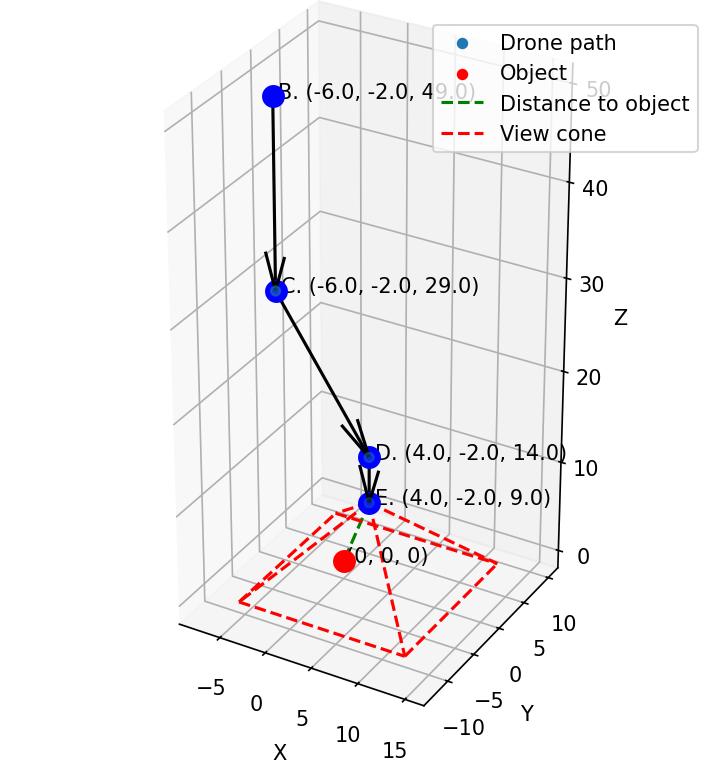 Drone path
Object
Distance to object
View cone
B. (-6.0, -2.0, 49.0)
C. (-6.0, -2.0, 29.0)
D. (4.0, -2.0, 14.0)
E. (4.0, -2.0, 9.0)
(0, 0, 0)
50
40
30
20
10
0
Z
10
5
0
−5
−10
Y
−5
0
5
10
15
X